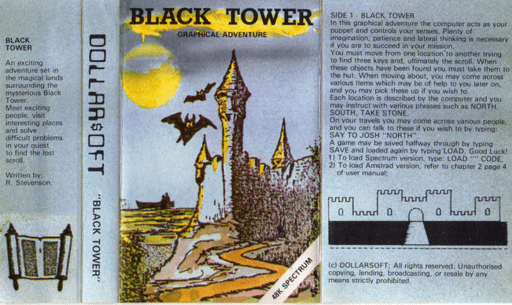 BLACK
TOWER
An exciting
adventure set in
the magical lands
surrounding the
mysterious Black
Tower.
Meet exciting
people, visit
interesting places
and solve
difficult problems
in your quest
to find the lost
scroll.
Written by:
R. Stevenson.
DOLLAR$OFT
"BLACK TOWER"
BLACK TOWER
GRAPHICAL ADVENTURE
48K SPECTRUM
SIDE 1 - BLACK TOWER
In this graphical adventure the computer acts as your
puppet and controls your senses. Plenty of
imagination, patience and lateral thinking is necessary
if you are to succeed in your mission.
You must move from one location to another trying
to find three keys and, ultimately the scroll. When
these objects have been found you must take them to
the hut. When moving about, you may come across
various items which may be of help to you later on,
and you may pick these up if you wish to.
Each location is described by the computer and you
may instruct with various phrases such as NORTH,
SOUTH, TAKE STONE.
On your travels you may come across various people,
and you can talk to these if you wish to by typing:
SAY TO JOSH "NORTH".
A game may be saved halfway through by typing
SAVE and loaded again by typing LOAD. Good Luck!
1) To load Spectrum version, type: LOAD "" CODE.
2) To load Amstrad version, refer to chapter 2 page 4
of user manual;
(c) DOLLARSOFT; All rights reserved. Unauthorised
copying, lending, broadcasting, or resale by any
means strictly prohibited.